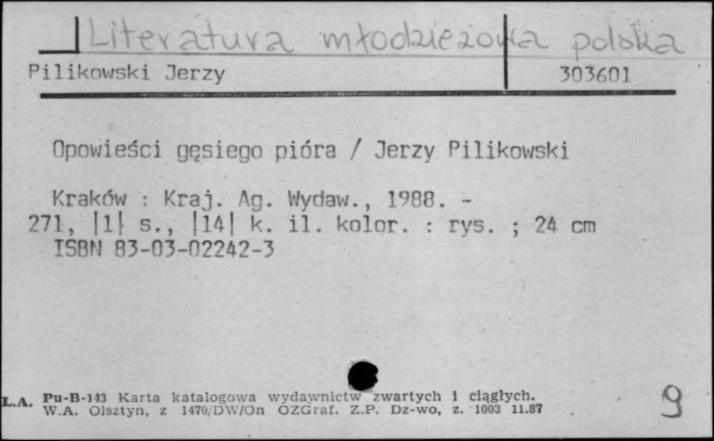 Literatura młodzieżowa polska
Pilikowski Jerzy 303601
Opowieści gęsiego pióra / Jerzy Pilikowski
Kraków : Kraj. Ag. Wydaw., 1988. -
271, |1| s., |14| k. il. kolor. : rys. ; 24 cm
ISBN 83-03-02242-3
L.A. Pu-B-143 Karta katalogowa wydawnictw zwartych i ciągłych.
W.A. Olsztyn, z 1470/DW/On OZGraf. Z.P. Dz-wo, z. 1003 11.87
9